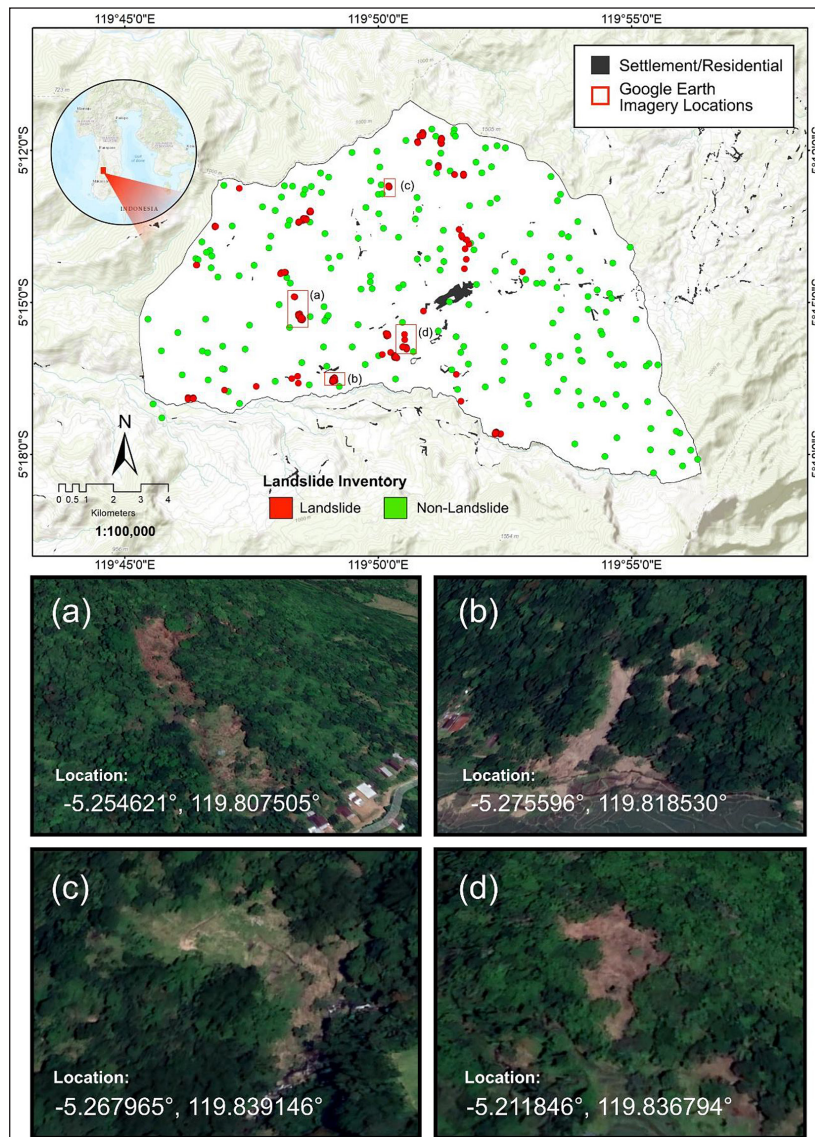 119°45'0"E
119°50'0"E
119°55'0"E
Settlement/Residential
Google Earth
Imagery Locations
5°12'0"S
5°15'0"S
5°18'0"S
INDONESIA
(c)
(a)
(d)
(b)
N
0 0.5 1 2 3 4
Kilometers
1:100,000
Landslide Inventory
Landslide
Non-Landslide
119°45'0"E
119°50'0"E
119°55'0"E
(a)
Location:
-5.254621°, 119.807505°
(b)
Location:
-5.275596°, 119.818530°
(c)
Location:
-5.267965°, 119.839146°
(d)
Location:
-5.211846°, 119.836794°